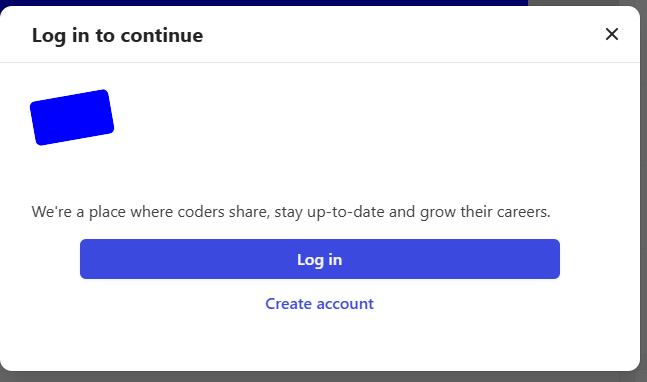 Log in to continue
We're a place where coders share, stay up-to-date and grow their careers.
Log in
Create account